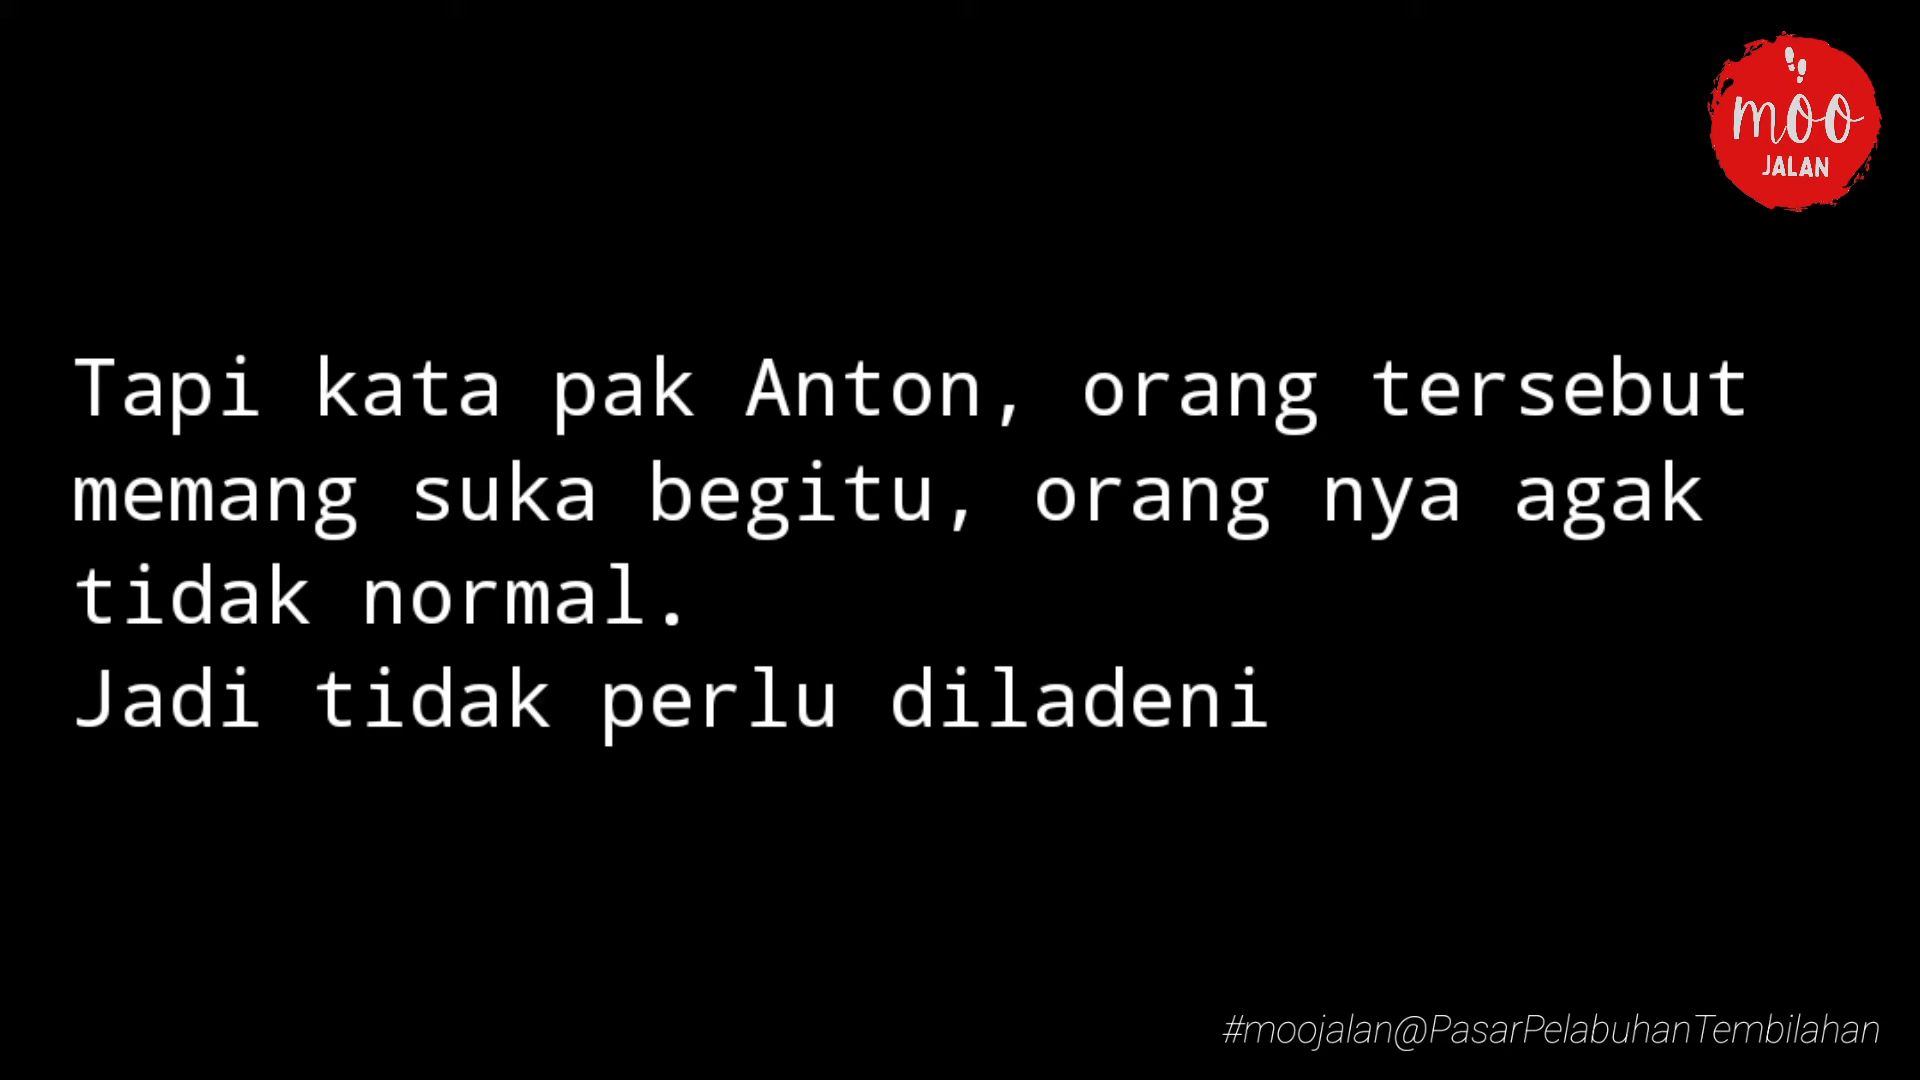 moo
JALAN
Tapi kata pak Anton, orang tersebut
memang suka begitu, orang nya agak
tidak normal.
Jadi tidak perlu diladeni
#moojalan@PasarPelabuhanTembilahan